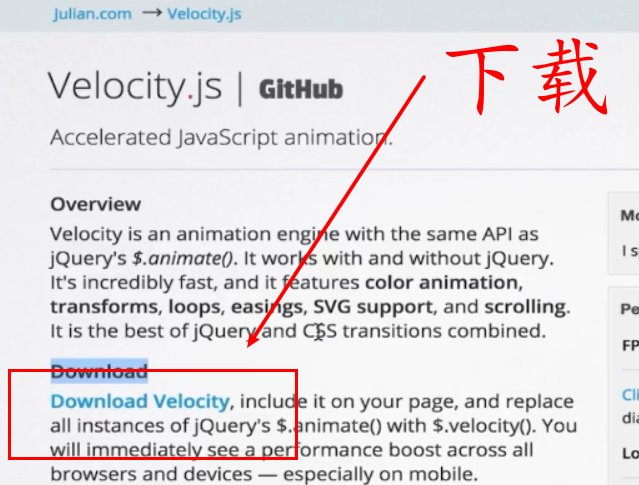 Julian.com → Velocity.js
下载
Velocity.js | GitHub
Accelerated JavaScript animation.
Overview
Velocity is an animation engine with the same API as
jQuery's $.animate(). It works with and without jQuery.
It's incredibly fast, and it features color animation,
transforms, loops, easings, SVG support, and scrolling.
It is the best of jQuery and CSS transitions combined.
Download
Download Velocity, include it on your page, and replace
all instances of jQuery's $.animate() with $.velocity(). You
will immediately see a performance boost across all
browsers and devices — especially on mobile.
Mo
I s
Pe
FP
Cli
dia
Lo